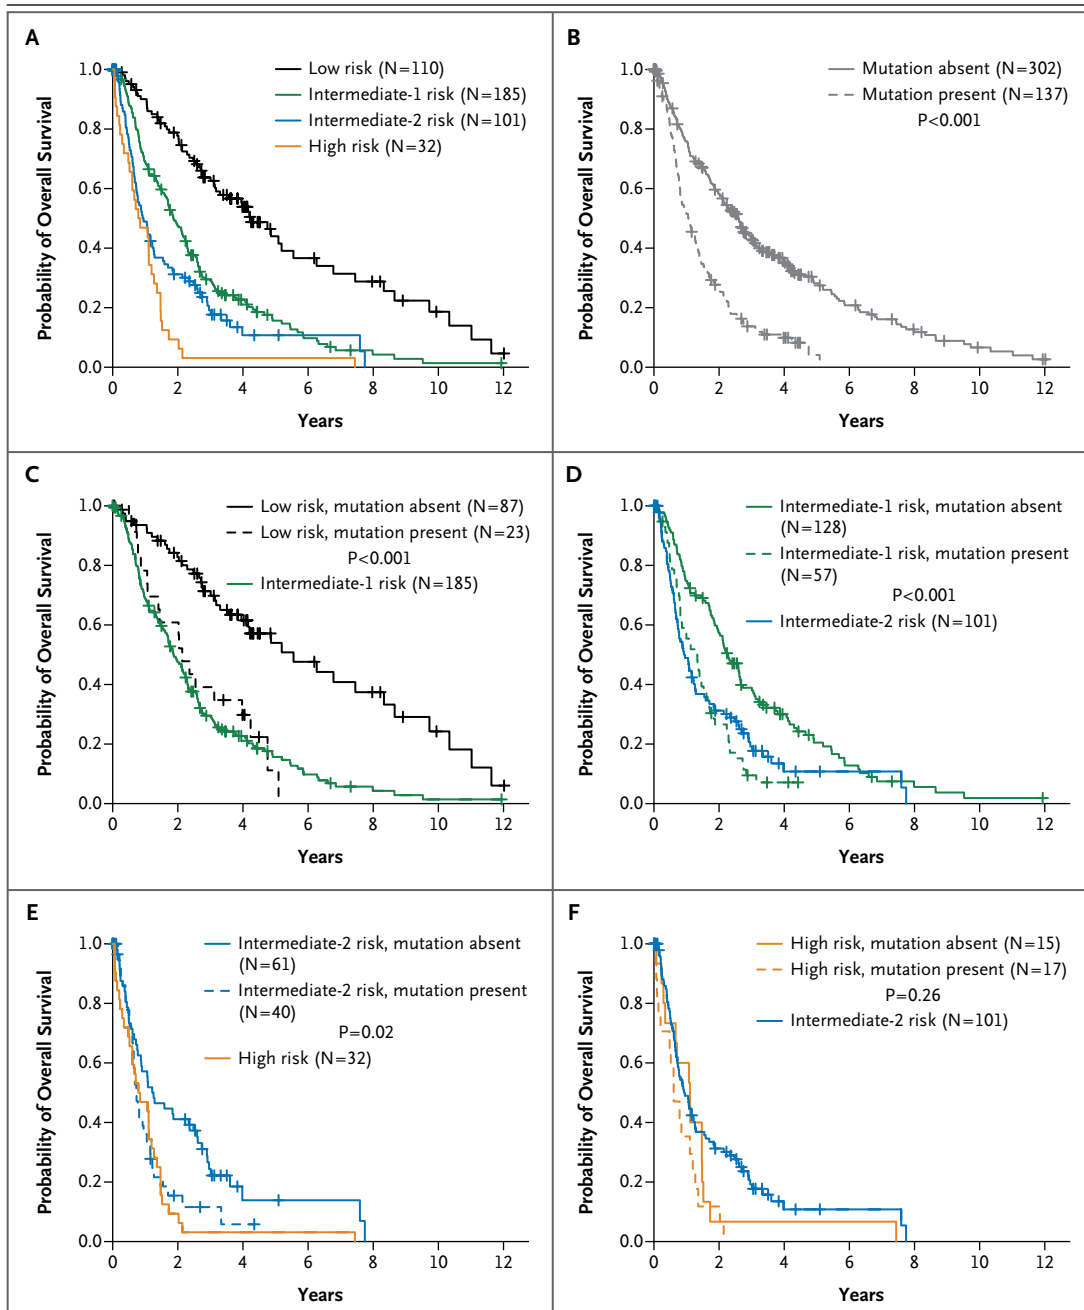 A
Low risk (N=110)
Intermediate-1 risk (N=185)
Intermediate-2 risk (N=101)
High risk (N=32)
Probability of Overall Survival
1.0
0.8
0.6
0.4
0.2
0.0
0 2 4 6 8 10 12
Years
B
Mutation absent (N=302)
Mutation present (N=137)
P<0.001
Probability of Overall Survival
1.0
0.8
0.6
0.4
0.2
0.0
0 2 4 6 8 10 12
Years
C
Low risk, mutation absent (N=87)
Low risk, mutation present (N=23)
P<0.001
Intermediate-1 risk (N=185)
Probability of Overall Survival
1.0
0.8
0.6
0.4
0.2
0.0
0 2 4 6 8 10 12
Years
D
Intermediate-1 risk, mutation absent
(N=128)
Intermediate-1 risk, mutation present
(N=57)
P<0.001
Intermediate-2 risk (N=101)
Probability of Overall Survival
1.0
0.8
0.6
0.4
0.2
0.0
0 2 4 6 8 10 12
Years
E
Intermediate-2 risk, mutation absent
(N=61)
Intermediate-2 risk, mutation present
(N=40)
P=0.02
High risk (N=32)
Probability of Overall Survival
1.0
0.8
0.6
0.4
0.2
0.0
0 2 4 6 8 10 12
Years
F
High risk, mutation absent (N=15)
High risk, mutation present (N=17)
P=0.26
Intermediate-2 risk (N=101)
Probability of Overall Survival
1.0
0.8
0.6
0.4
0.2
0.0
0 2 4 6 8 10 12
Years